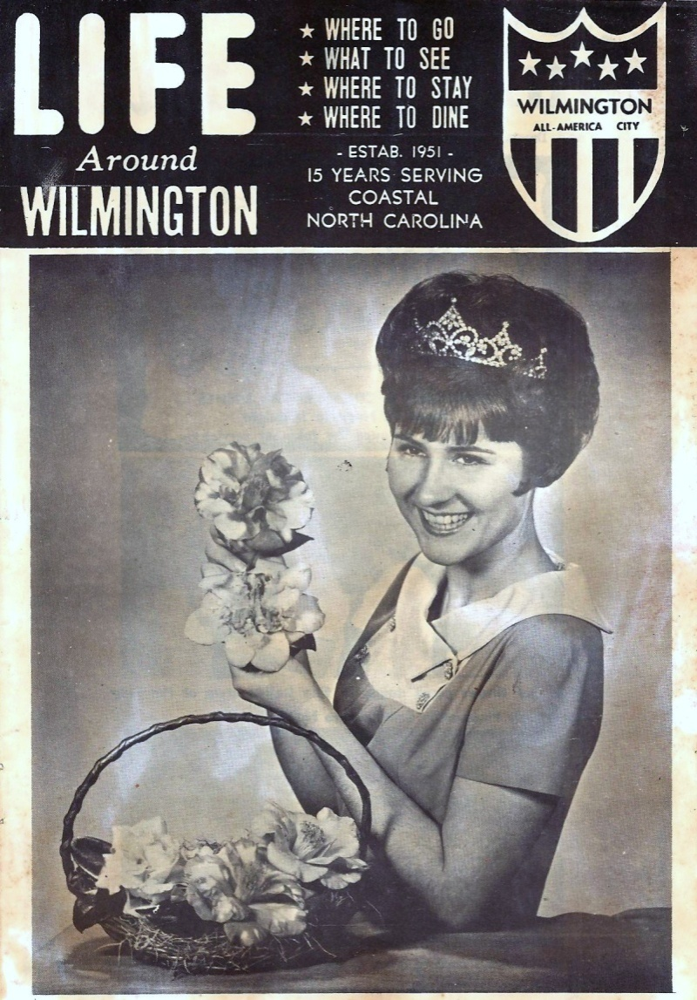 LIFE
Around
WILMINGTON
★ WHERE TO GO
★ WHAT TO SEE
★ WHERE TO STAY
★ WHERE TO DINE
- ESTAB. 1951 -
15 YEARS SERVING
COASTAL
NORTH CAROLINA
WILMINGTON
ALL-AMERICA CITY